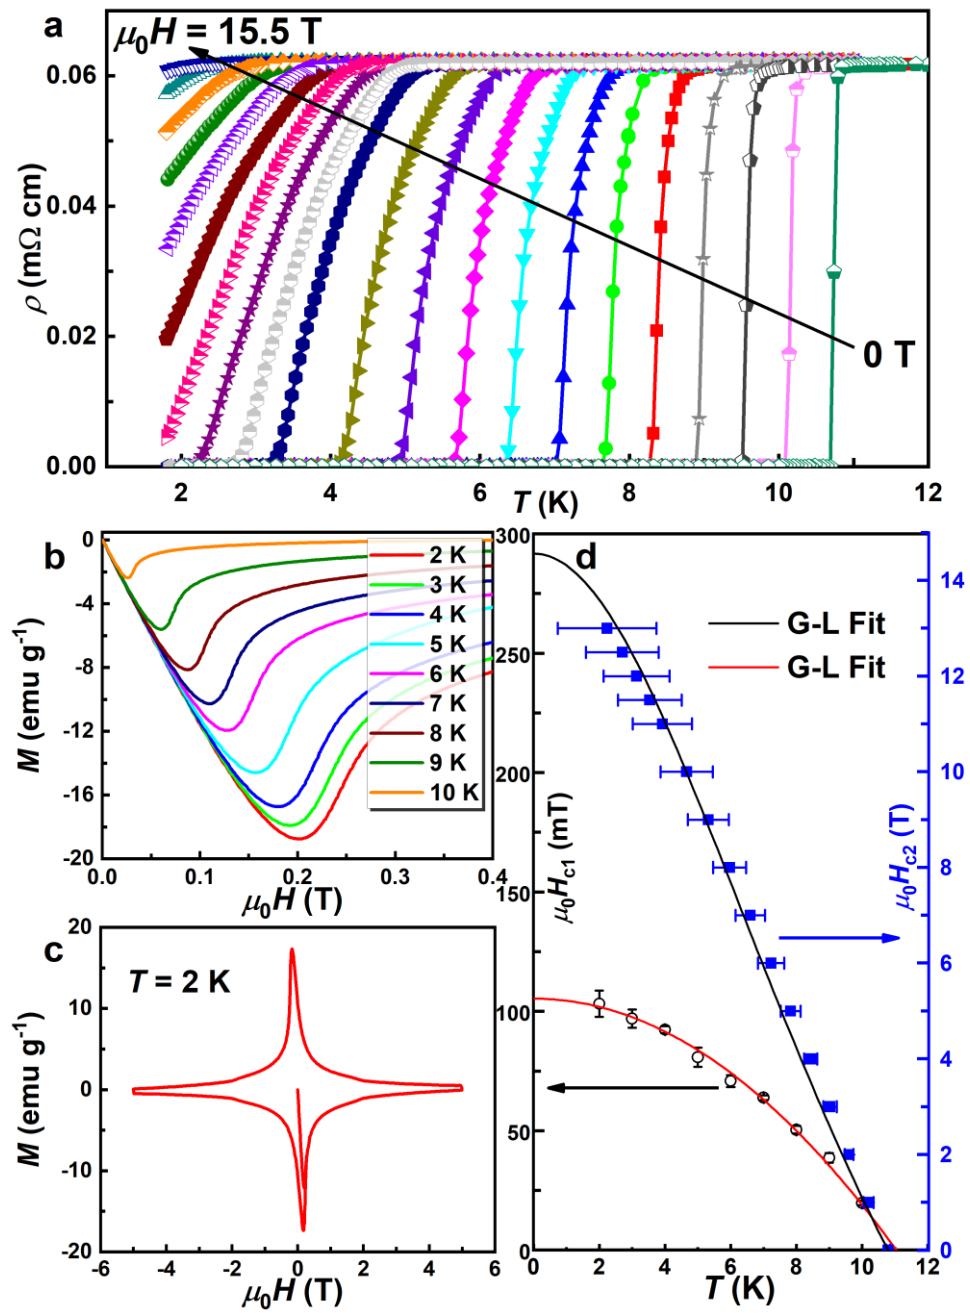 a
μ₀H = 15.5 T
0 T
ρ (mΩ cm)
0.06
0.04
0.02
0.00
2
4
6
8
10
12
T (K)
b
M (emu g⁻¹)
0
-4
-8
-12
-16
-20
0.0
0.1
0.2
0.3
0.4
μ₀H (T)
2 K
3 K
4 K
5 K
6 K
7 K
8 K
9 K
10 K
c
T = 2 K
M (emu g⁻¹)
20
10
0
-10
-20
-6
-4
-2
0
2
4
6
μ₀H (T)
d
G-L Fit
G-L Fit
μ₀Hc1 (mT)
300
250
200
150
100
50
0
μ₀Hc2 (T)
14
12
10
8
6
4
2
0
0
2
4
6
8
10
12
T (K)